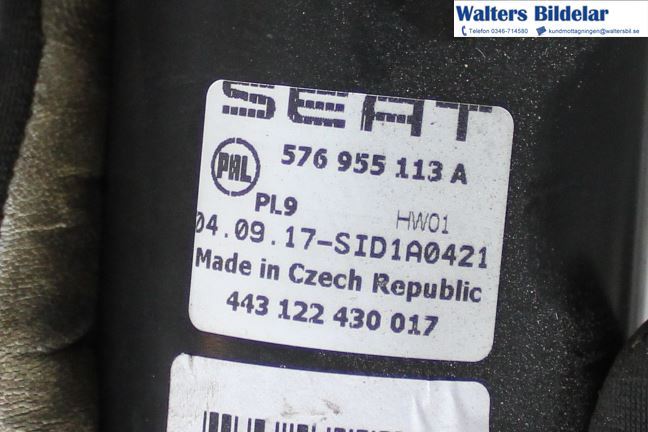 Walters Bildelar
Telefon 0346-714580 kundmottagningen@waltersbil.se
SEAT
PAL 576 955 113 A
PL9 HW01
04.09.17-SID1A0421
Made in Czech Republic
443 122 430 017